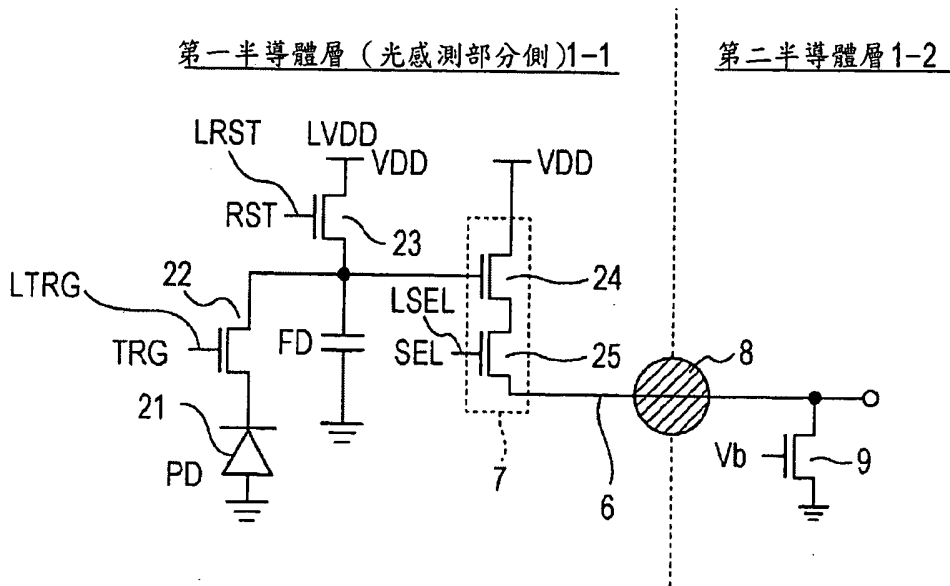 第一半導體層(光感測部分側)1-1
第二半導體層1-2
LRST
LVDD
VDD
VDD
RST
23
22
24
LTRG
LSEL
FD
SEL
25
8
TRG
21
PD
7
6
Vb
9